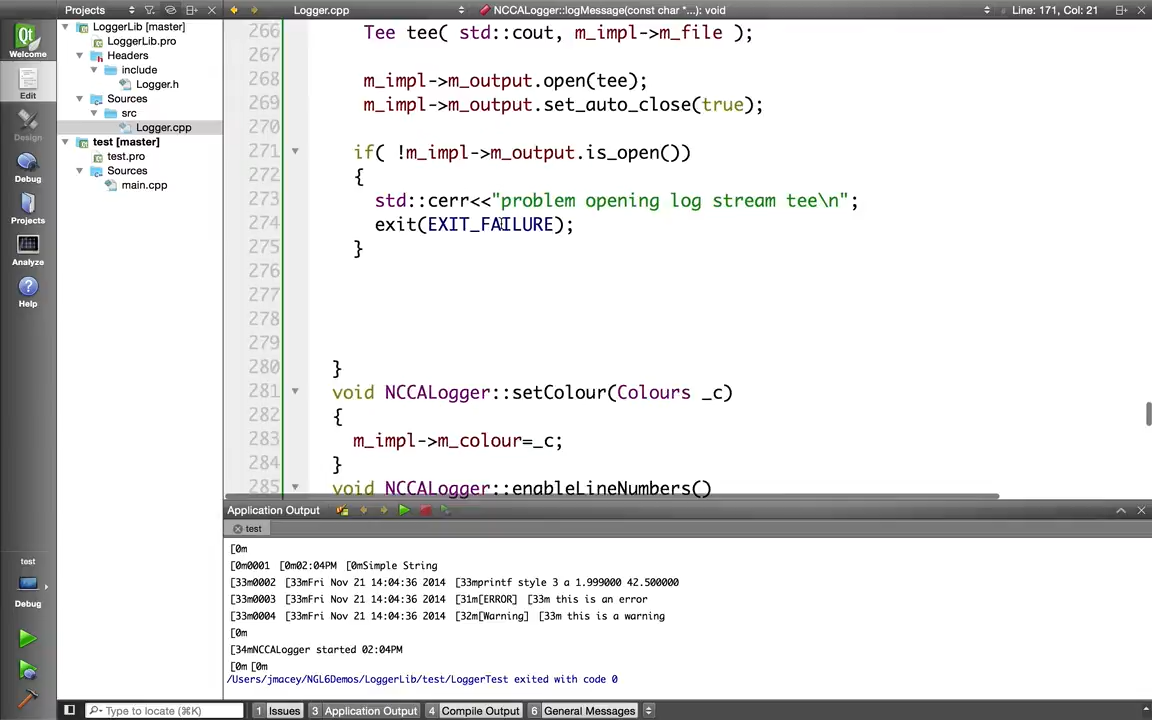 Projects
Logger.cpp
NCCALogger::logMessage(const char *...): void
Line: 171, Col: 21
Welcome
Edit
Design
Debug
Projects
Analyze
Help
test
Debug
LoggerLib [master]
LoggerLib.pro
Headers
include
Logger.h
Sources
src
Logger.cpp
test [master]
test.pro
Sources
main.cpp
266 Tee tee( std::cout, m_impl->m_file );
267
268 m_impl->m_output.open(tee);
269 m_impl->m_output.set_auto_close(true);
270
271 if( !m_impl->m_output.is_open())
272 {
273 std::cerr<<"problem opening log stream tee\n";
274 exit(EXIT_FAILURE);
275 }
276
277
278
279
280 }
281 void NCCALogger::setColour(Colours _c)
282 {
283 m_impl->m_colour=_c;
284 }
285 void NCCALogger::enableLineNumbers()
Application Output
test
[0m
[0m0001 [0m02:04PM [0mSimple String
[33m0002 [33mFri Nov 21 14:04:36 2014 [33mprintf style 3 a 1.999000 42.500000
[33m0003 [33mFri Nov 21 14:04:36 2014 [31m[ERROR] [33m this is an error
[33m0004 [33mFri Nov 21 14:04:36 2014 [32m[Warning] [33m this is a warning
[0m
[34mNCCALogger started 02:04PM
[0m [0m
/Users/jmacey/NGL6Demos/LoggerLib/test/LoggerTest exited with code 0
Type to locate (⌘K)
1 Issues
3 Application Output
4 Compile Output
6 General Messages